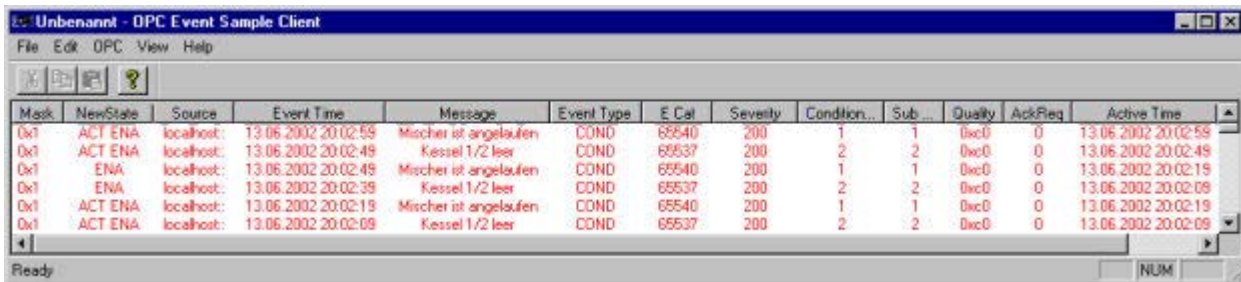 Unbenannt - OPC Event Sample Client
File Edit OPC View Help
Mask NewState Source Event Time Message Event Type E Cat Severity Condition... Sub ... Quality AckReq Active Time
0x1 ACT ENA localhost:: 13.06.2002 20:02:59 Mischer ist angelaufen COND 65540 200 1 1 0xc0 0 13.06.2002 20:02:59
0x1 ACT ENA localhost:: 13.06.2002 20:02:49 Kessel 1/2 leer COND 65537 200 2 2 0xc0 0 13.06.2002 20:02:49
0x1 ENA localhost:: 13.06.2002 20:02:49 Mischer ist angelaufen COND 65540 200 1 1 0xc0 0 13.06.2002 20:02:19
0x1 ENA localhost:: 13.06.2002 20:02:39 Kessel 1/2 leer COND 65537 200 2 2 0xc0 0 13.06.2002 20:02:09
0x1 ACT ENA localhost:: 13.06.2002 20:02:19 Mischer ist angelaufen COND 65540 200 1 1 0xc0 0 13.06.2002 20:02:19
0x1 ACT ENA localhost:: 13.06.2002 20:02:09 Kessel 1/2 leer COND 65537 200 2 2 0xc0 0 13.06.2002 20:02:09
Ready NUM